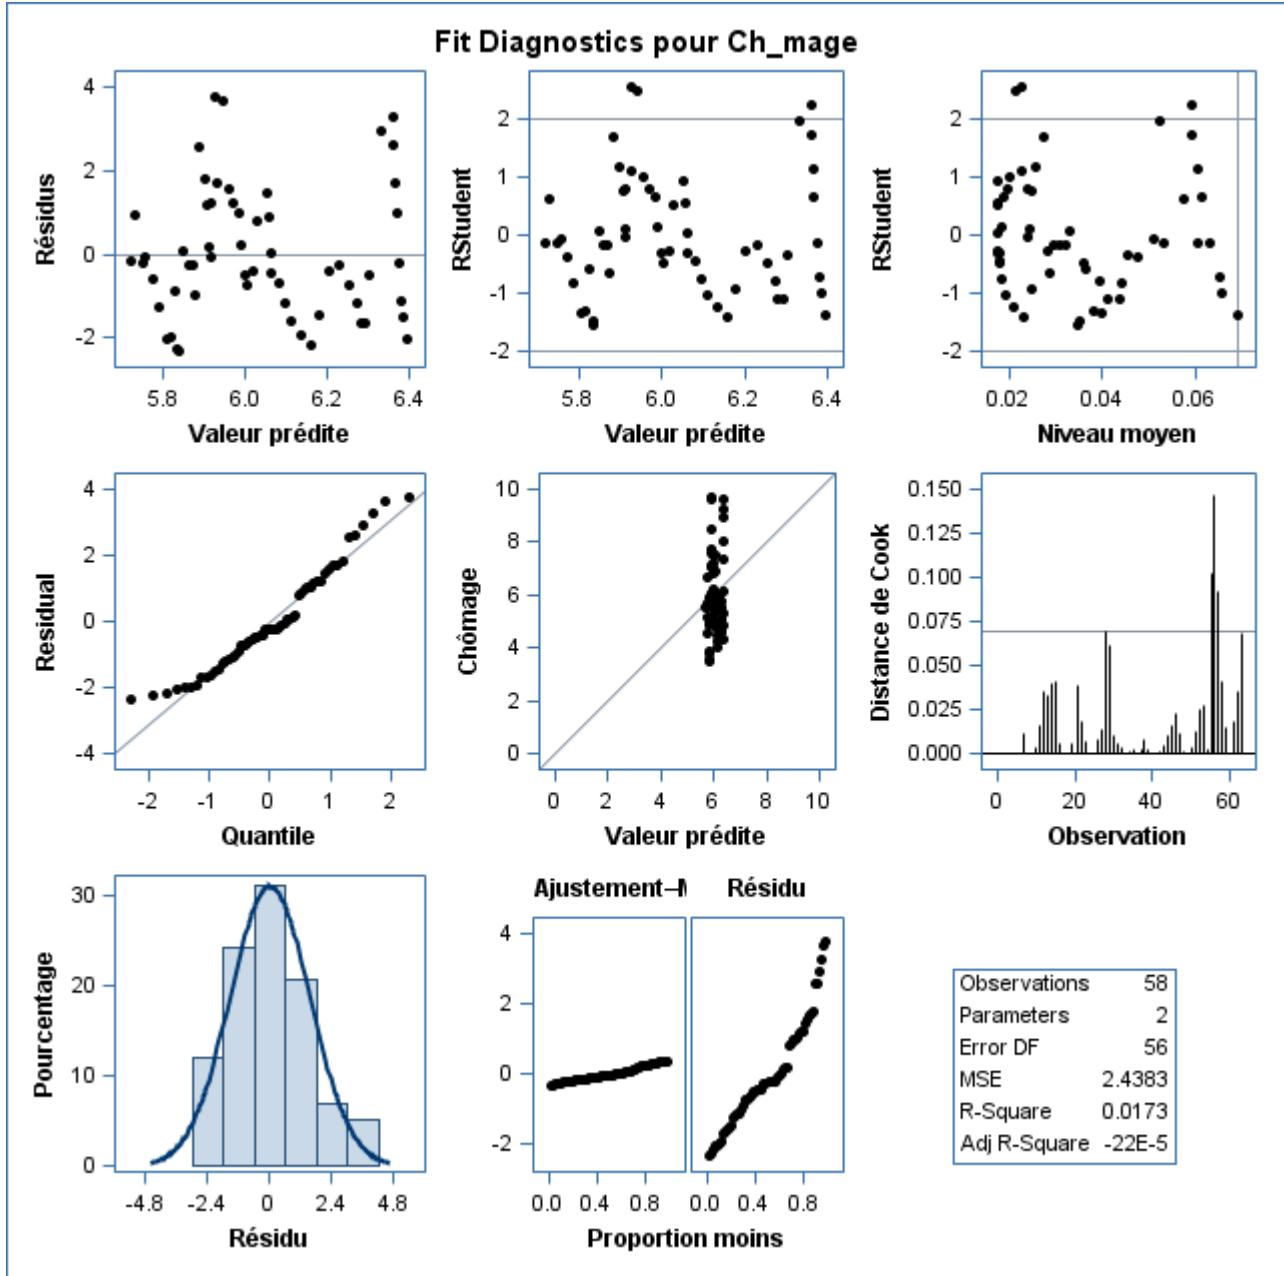 Fit Diagnostics pour Ch_mage
4
2
0
-2
5.8 6.0 6.2 6.4
Résidus
Valeur prédite
2
1
0
-1
-2
5.8 6.0 6.2 6.4
RStudent
Valeur prédite
2
1
0
-1
-2
0.02 0.04 0.06
RStudent
Niveau moyen
4
2
0
-2
-4
-2 -1 0 1 2
Residual
Quantile
10
8
6
4
2
0
0 2 4 6 8 10
Chômage
Valeur prédite
0.150
0.125
0.100
0.075
0.050
0.025
0.000
0 20 40 60
Distance de Cook
Observation
30
20
10
0
-4.8 -2.4 0 2.4 4.8
Pourcentage
Résidu
Ajustement–M Résidu
4
2
0
-2
0.0 0.4 0.8 0.0 0.4 0.8
Proportion moins
Observations 58
Parameters 2
Error DF 56
MSE 2.4383
R-Square 0.0173
Adj R-Square -22E-5